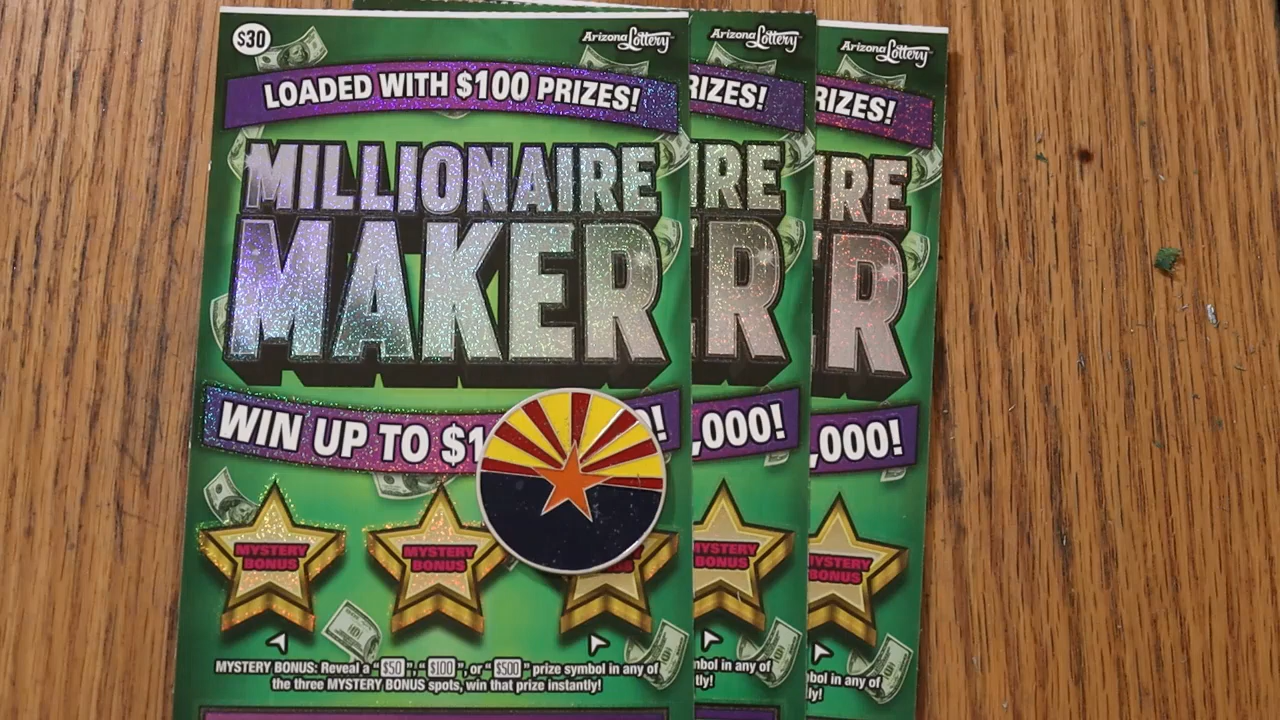 $30
Arizona Lottery
LOADED WITH $100 PRIZES!
MILLIONAIRE
MAKER
WIN UP TO $1
0!
MYSTERY
BONUS
MYSTERY
BONUS
MYSTERY BONUS: Reveal a "$50", "$100", or "$500" prize symbol in any of
the three MYSTERY BONUS spots, win that prize instantly!
Arizona Lottery
RIZES!
IRE
ER
,000!
MYSTERY
BONUS
mbol in any of
tly!
Arizona Lottery
RIZES!
IRE
R
,000!
MYSTERY
BONUS
mbol in any of
ly!